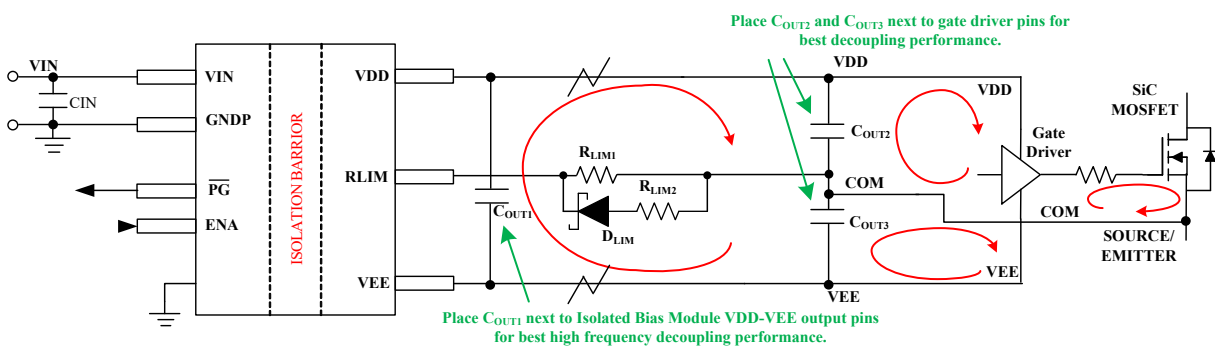 Place COUT2 and COUT3 next to gate driver pins for
best decoupling performance.
VIN
CIN
VIN
GNDP
PG
ENA
ISOLATION BARRIER
VDD
RLIM
VEE
COUT1
RLIM1
RLIM2
DLIM
VDD
COUT2
COM
COUT3
VEE
VDD
Gate
Driver
VEE
SiC
MOSFET
COM
SOURCE/
EMITTER
Place COUT1 next to Isolated Bias Module VDD-VEE output pins
for best high frequency decoupling performance.